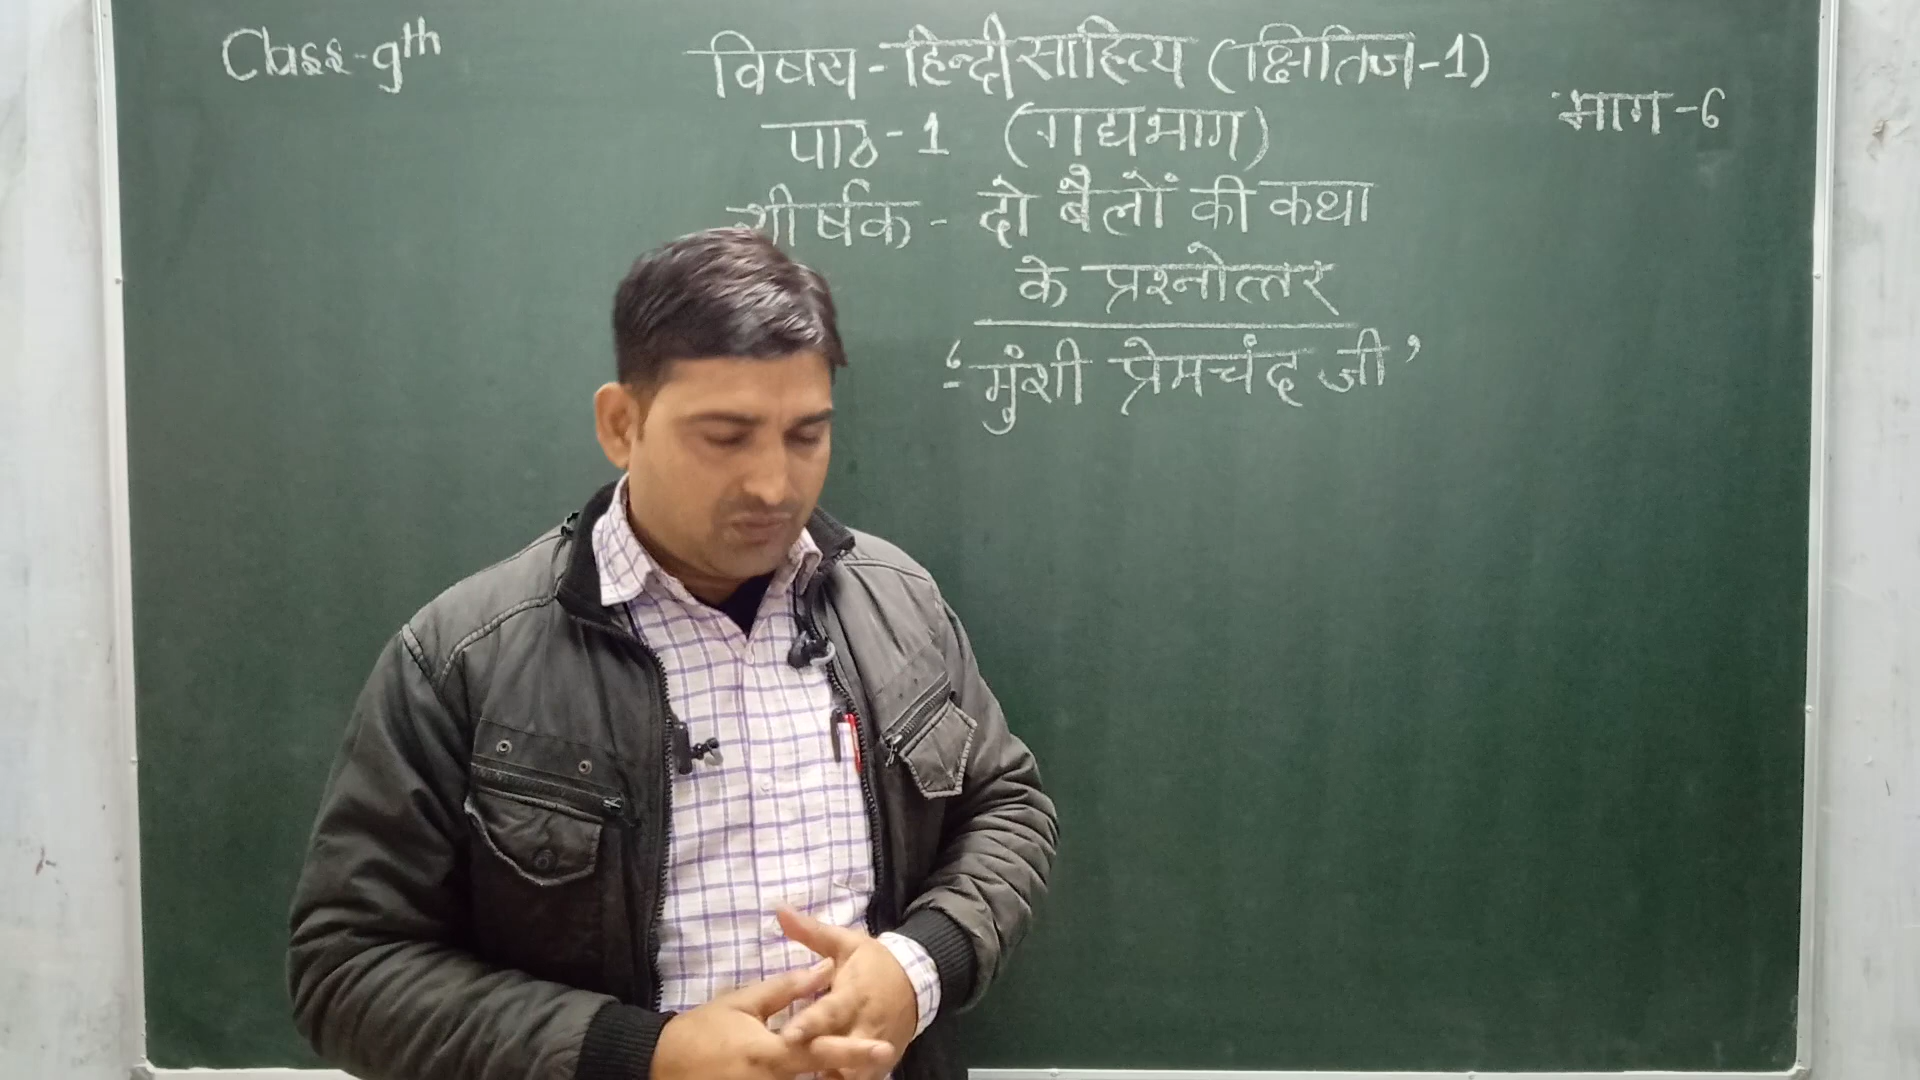 Class-9th
विषय-हिन्दी साहित्य (क्षितिज-1)
भाग-6
पाठ-1 (गद्यभाग)
शीर्षक- दो बैलों की कथा
के प्रश्नोत्तर
'मुंशी प्रेमचंद जी'